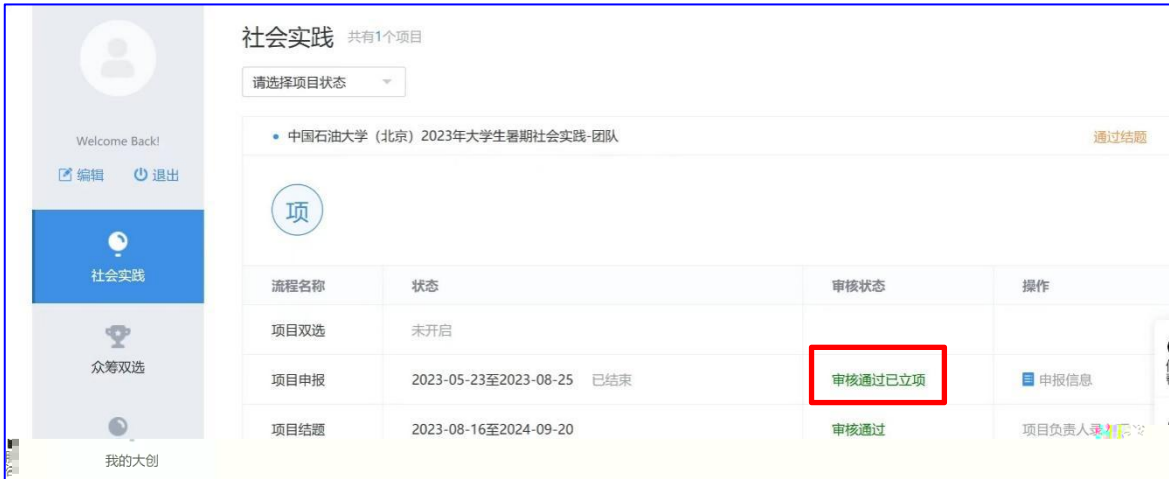 社会实践 共有1个项目
请选择项目状态
Welcome Back!
编辑 退出
• 中国石油大学（北京）2023年大学生暑期社会实践-团队 通过结题
项
社会实践
众筹双选
我的大创
流程名称 状态 审核状态 操作
项目双选 未开启
项目申报 2023-05-23至2023-08-25 已结束 审核通过已立项 申报信息
项目结题 2023-08-16至2024-09-20 审核通过 项目负责人录